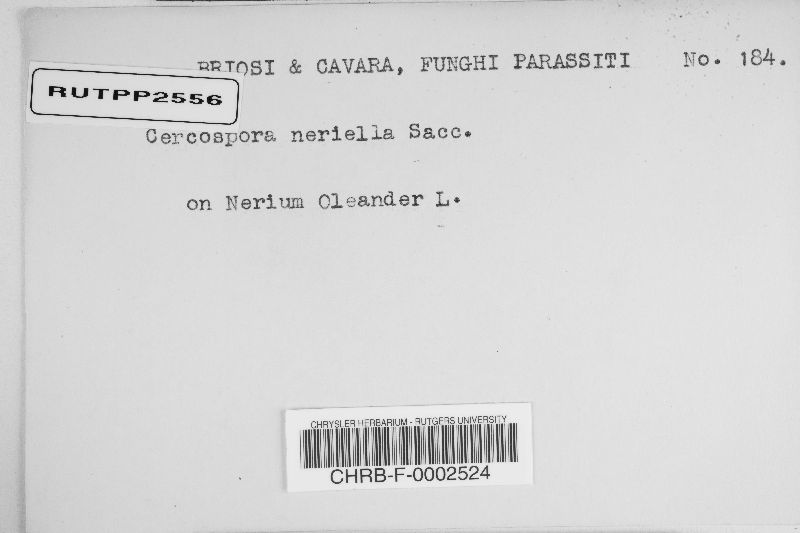 BRIOSI & CAVARA, FUNGHI PARASSITI No. 184.
RUTPP2556
Cercospora neriella Sacc.
on Nerium Oleander L.
CHRYSLER HERBARIUM - RUTGERS UNIVERSITY
CHRB-F-0002524